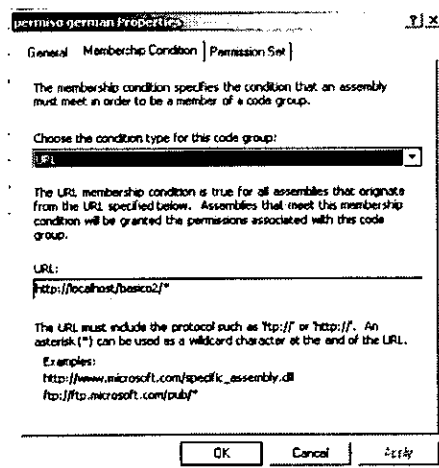 permiso german Properties ? x
General Membership Condition Permission Set
The membership condition specifies the condition that an assembly
must meet in order to be a member of a code group.
Choose the condition type for this code group:
URL
The URL membership condition is true for all assemblies that originate
from the URL specified below. Assemblies that meet this membership
condition will be granted the permissions associated with this code
group.
URL:
http://localhost/basico2/*
The URL must include the protocol such as 'ftp://' or 'http://'. An
asterisk (*) can be used as a wildcard character at the end of the URL.
Examples:
http://www.microsoft.com/specific_assembly.dll
ftp://ftp.microsoft.com/pub/*
OK Cancel Apply